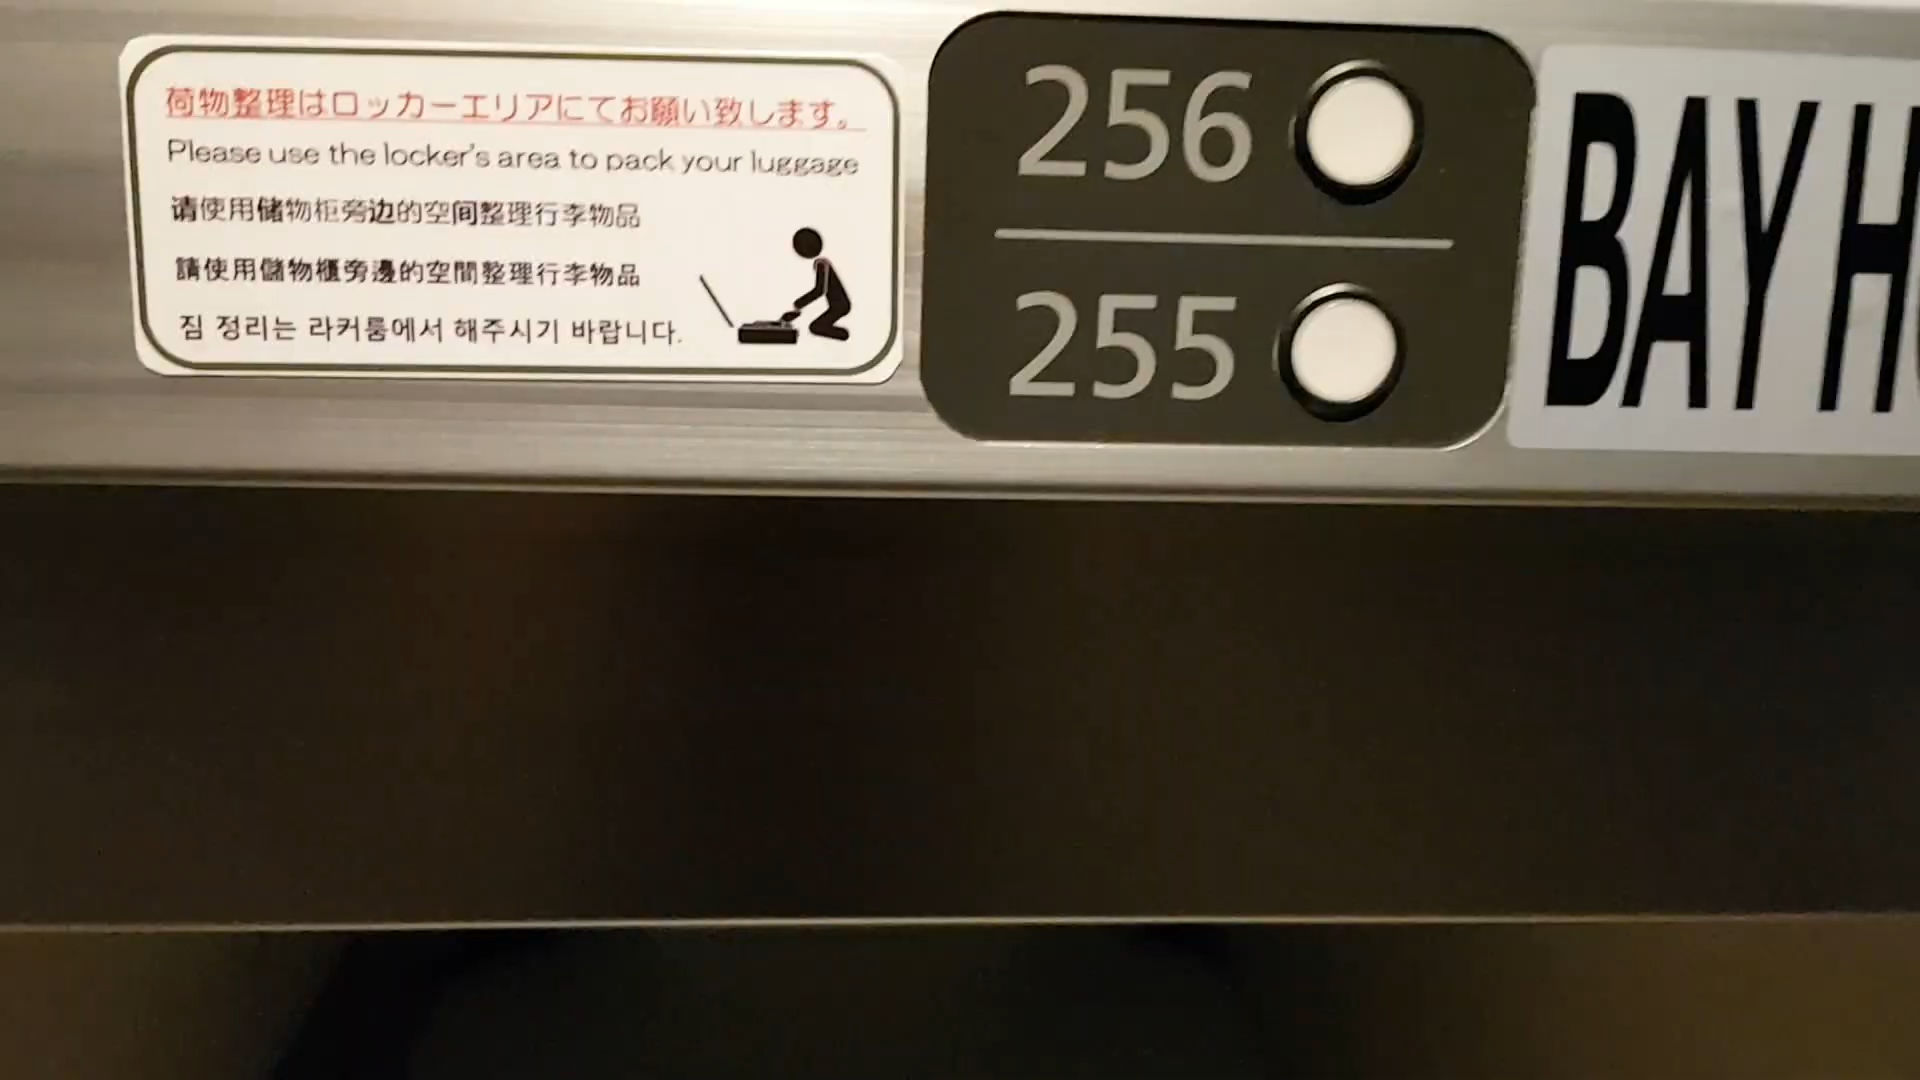 荷物整理はロッカーエリアにてお願い致します。
Please use the locker's area to pack your luggage
请使用储物柜旁边的空间整理行李物品
請使用儲物櫃旁邊的空間整理行李物品
짐 정리는 라커룸에서 해주시기 바랍니다.
256
255
BAY